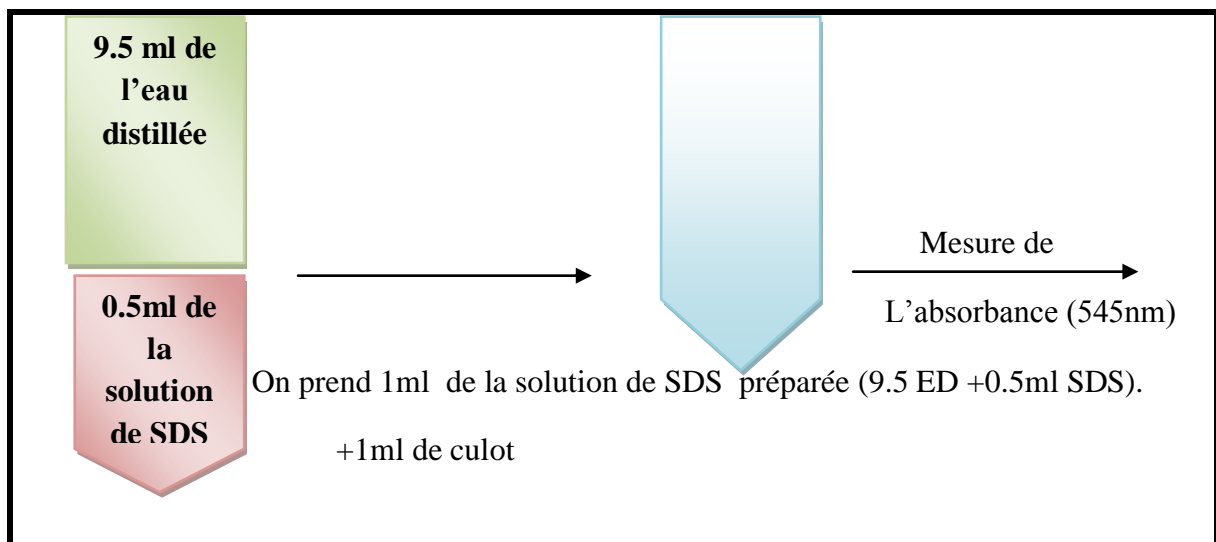 9.5 ml de
l’eau
distillée
0.5ml de
la
solution
de SDS
Mesure de
L’absorbance (545nm)
On prend 1ml de la solution de SDS préparée (9.5 ED +0.5ml SDS).
+1ml de culot